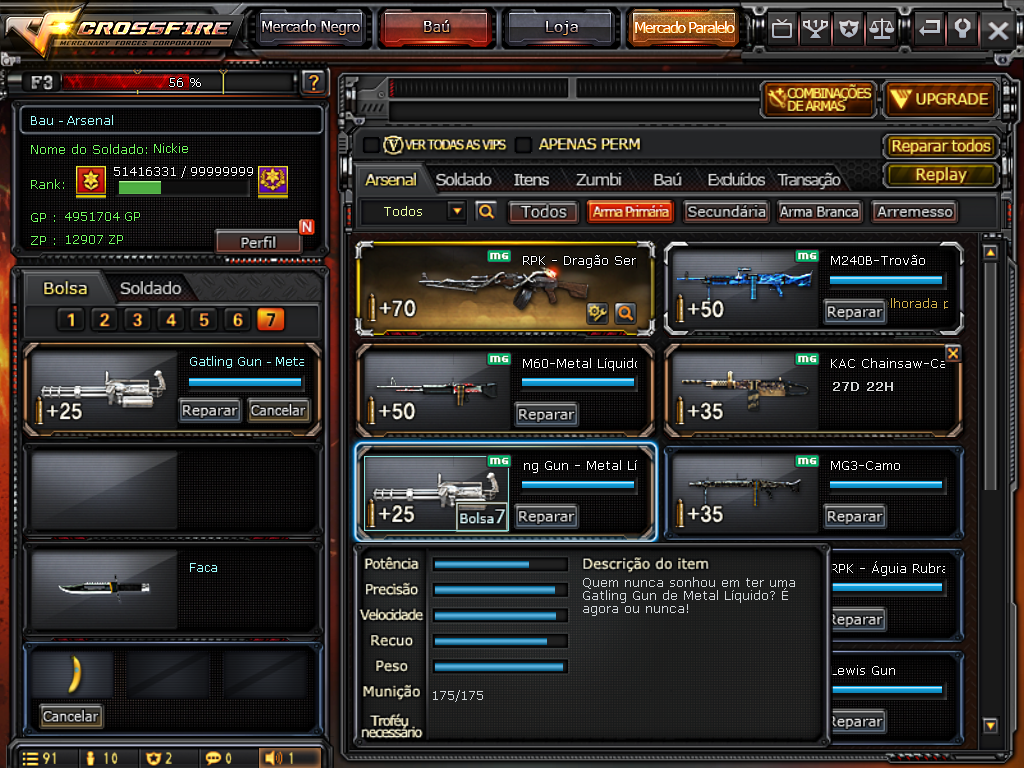 CROSSFIRE
MERCENARY FORCES CORPORATION
Mercado Negro
Baú
Loja
Mercado Paralelo
F3
56 %
?
Bau - Arsenal
Nome do Soldado: Nickie
Rank:
51416331 / 99999999
GP : 4951704 GP
ZP : 12907 ZP
N
Perfil
Bolsa
Soldado
1 2 3 4 5 6 7
Gatling Gun - Meta
+25
Reparar
Cancelar
Faca
Cancelar
91
10
2
0
1
COMBINAÇÕES
DE ARMAS
UPGRADE
V VER TODAS AS VIPS
APENAS PERM
Reparar todos
Replay
Arsenal
Soldado
Itens
Zumbi
Baú
Excluídos
Transação
Todos
Todos
Arma Primária
Secundária
Arma Branca
Arremesso
MG
RPK - Dragão Ser
+70
MG
M240B-Trovão
lhorada p
+50
Reparar
MG
M60-Metal Líquido
+50
Reparar
MG
KAC Chainsaw-Ca
27D 22H
+35
MG
ng Gun - Metal Lí
+25
Bolsa7
Reparar
MG
MG3-Camo
+35
Reparar
RPK - Águia Rubra
Reparar
Lewis Gun
Reparar
Potência
Precisão
Velocidade
Recuo
Peso
Munição
175/175
Troféu
necessário
Descrição do item
Quem nunca sonhou em ter uma
Gatling Gun de Metal Líquido? É
agora ou nunca!